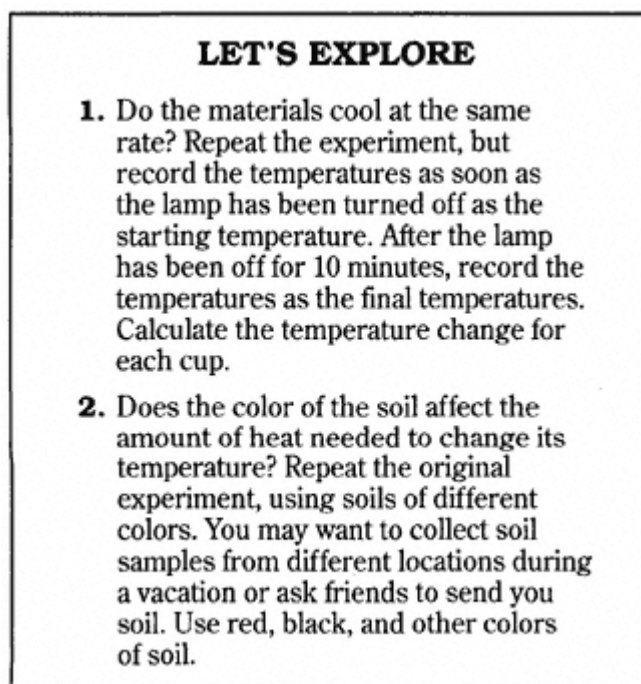 LET'S EXPLORE
1. Do the materials cool at the same
rate? Repeat the experiment, but
record the temperatures as soon as
the lamp has been turned off as the
starting temperature. After the lamp
has been off for 10 minutes, record the
temperatures as the final temperatures.
Calculate the temperature change for
each cup.
2. Does the color of the soil affect the
amount of heat needed to change its
temperature? Repeat the original
experiment, using soils of different
colors. You may want to collect soil
samples from different locations during
a vacation or ask friends to send you
soil. Use red, black, and other colors
of soil.